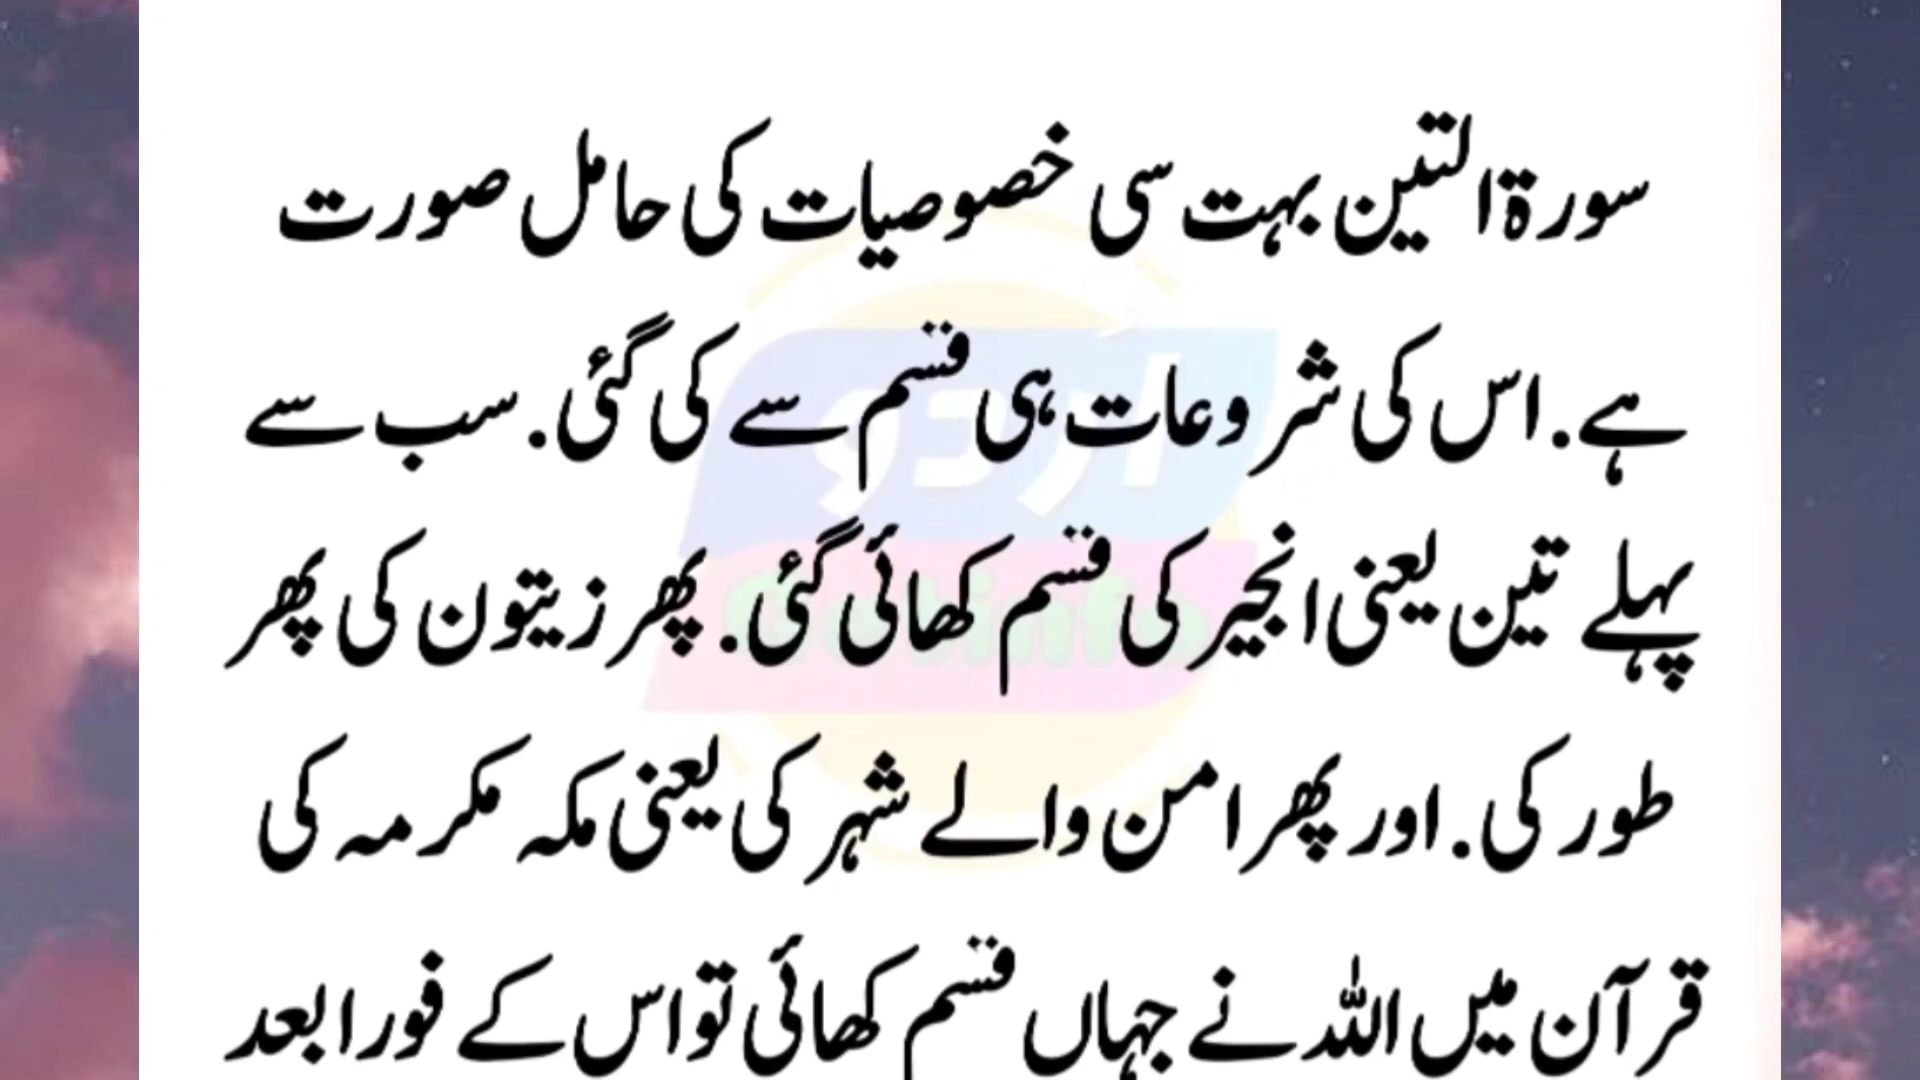 سورۃالتین بہت سی خصوصیات کی حامل صورت
ہے. اس کی شروعات ہی قسم سے کی گئی. سب سے
پہلے تین یعنی انجیر کی قسم کھائی گئی. پھر زیتون کی پھر
طور کی. اور پھر امن والے شہر کی یعنی مکہ مکرمہ کی
قرآن میں اللہ نے جہاں قسم کھائی تو اس کے فورا بعد
اردو